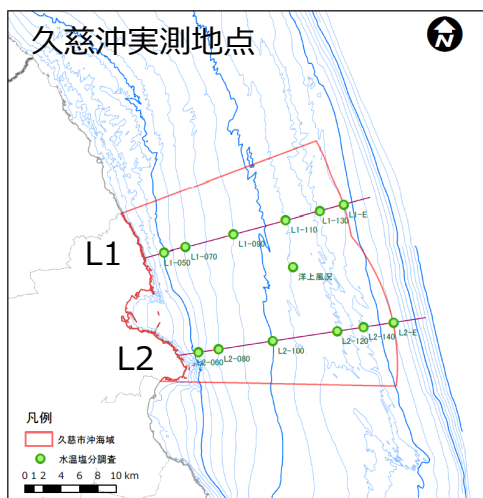 久慈沖実測地点
N
L1
L1-050
L1-070
L1-090
L1-110
L1-130
L1-E
洋上風況
L2
L2-060
L2-080
L2-100
L2-120
L2-140
L2-E
凡例
久慈市沖海域
水温塩分調査
0 1 2 4 6 8 10 km